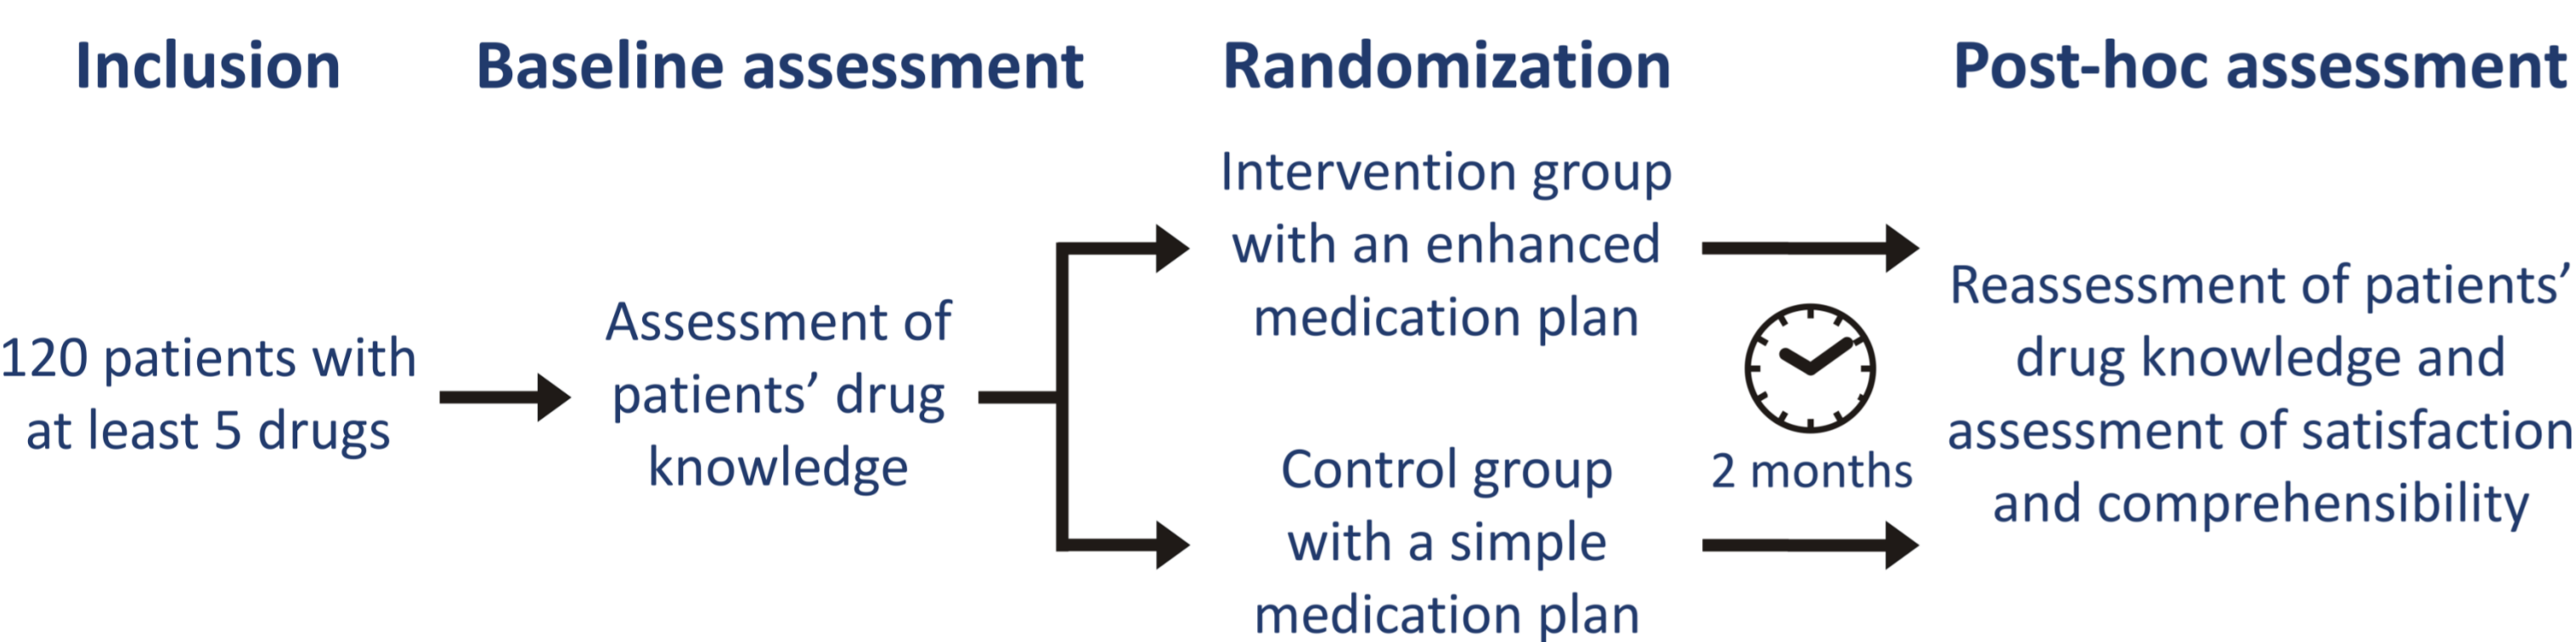 Inclusion
120 patients with
at least 5 drugs
Baseline assessment
Assessment of
patients’ drug
knowledge
Randomization
Intervention group
with an enhanced
medication plan
Control group
with a simple
medication plan
2 months
Post-hoc assessment
Reassessment of patients’
drug knowledge and
assessment of satisfaction
and comprehensibility